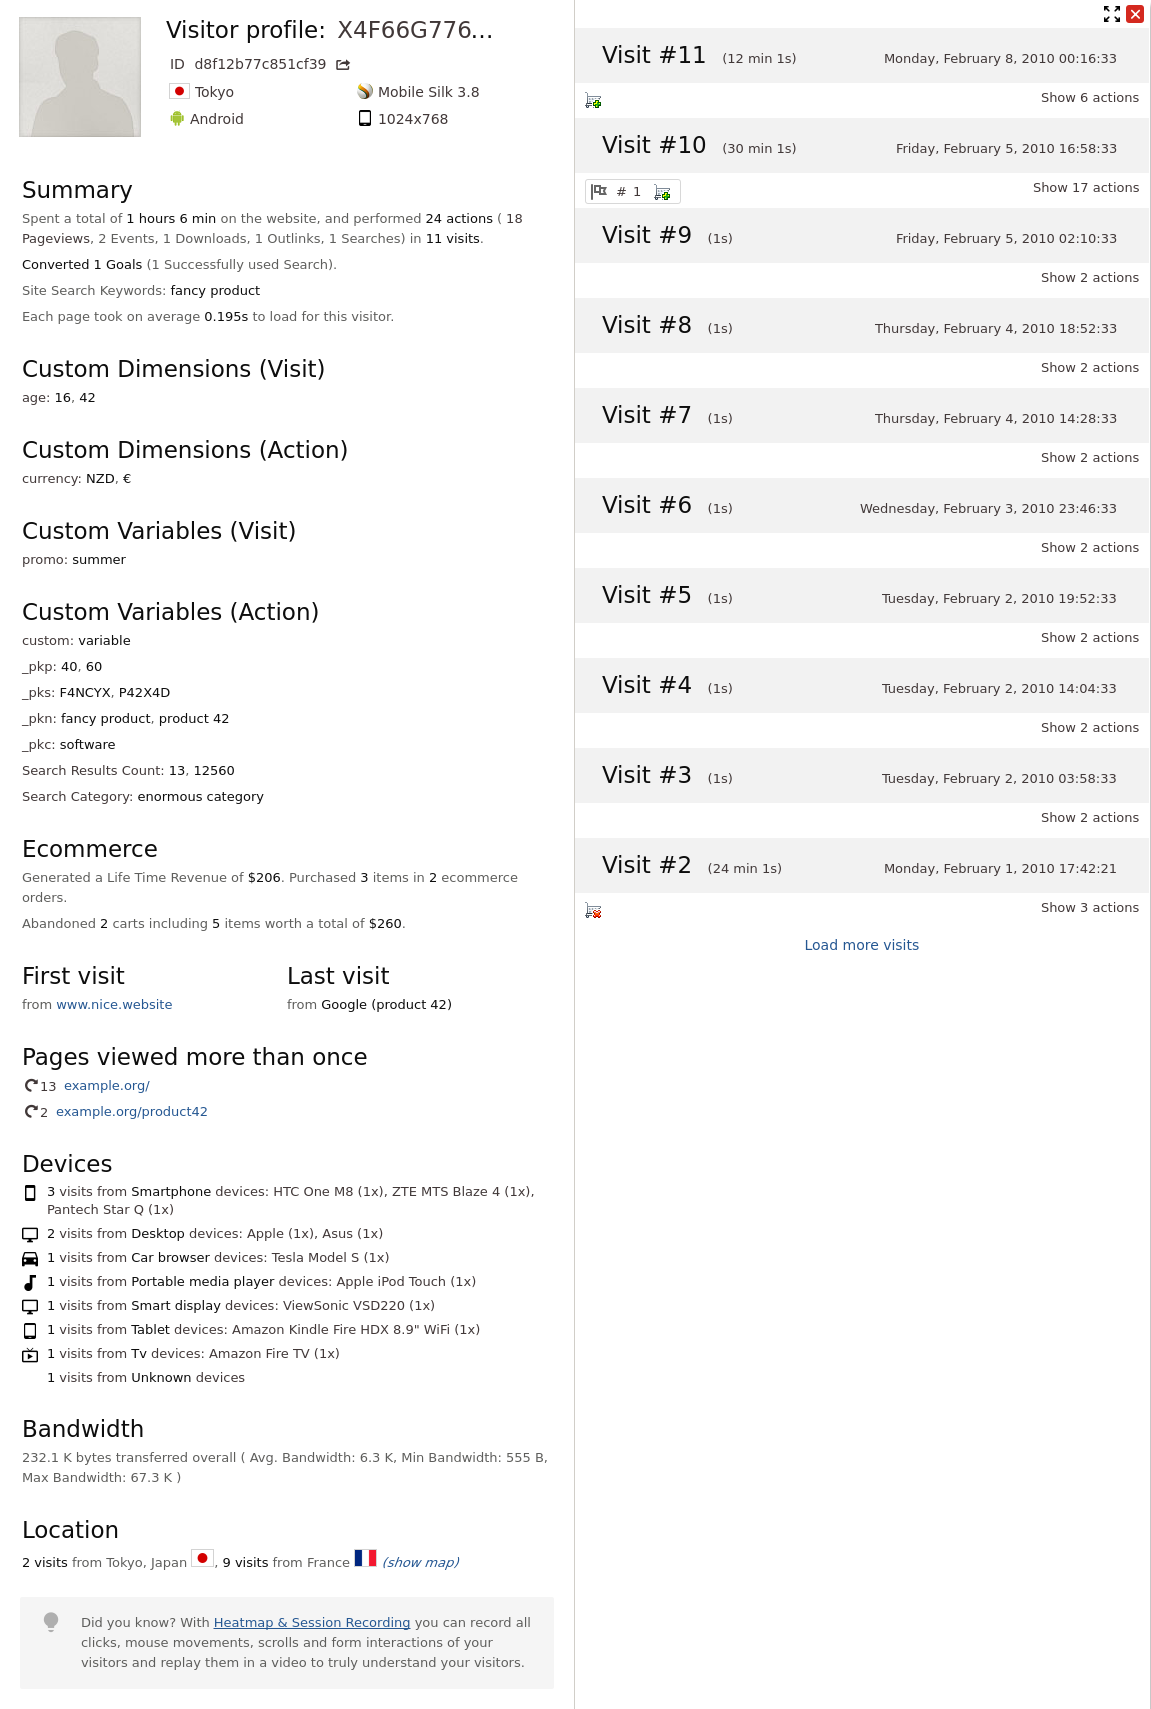 Visitor profile: X4F66G776...
ID d8f12b77c851cf39
Tokyo
Mobile Silk 3.8
Android
1024x768
Summary
Spent a total of 1 hours 6 min on the website, and performed 24 actions ( 18
Pageviews, 2 Events, 1 Downloads, 1 Outlinks, 1 Searches) in 11 visits.
Converted 1 Goals (1 Successfully used Search).
Site Search Keywords: fancy product
Each page took on average 0.195s to load for this visitor.
Custom Dimensions (Visit)
age: 16, 42
Custom Dimensions (Action)
currency: NZD, €
Custom Variables (Visit)
promo: summer
Custom Variables (Action)
custom: variable
_pkp: 40, 60
_pks: F4NCYX, P42X4D
_pkn: fancy product, product 42
_pkc: software
Search Results Count: 13, 12560
Search Category: enormous category
Ecommerce
Generated a Life Time Revenue of $206. Purchased 3 items in 2 ecommerce
orders.
Abandoned 2 carts including 5 items worth a total of $260.
First visit
from www.nice.website
Last visit
from Google (product 42)
Pages viewed more than once
13 example.org/
2 example.org/product42
Devices
3 visits from Smartphone devices: HTC One M8 (1x), ZTE MTS Blaze 4 (1x),
Pantech Star Q (1x)
2 visits from Desktop devices: Apple (1x), Asus (1x)
1 visits from Car browser devices: Tesla Model S (1x)
1 visits from Portable media player devices: Apple iPod Touch (1x)
1 visits from Smart display devices: ViewSonic VSD220 (1x)
1 visits from Tablet devices: Amazon Kindle Fire HDX 8.9" WiFi (1x)
1 visits from Tv devices: Amazon Fire TV (1x)
1 visits from Unknown devices
Bandwidth
232.1 K bytes transferred overall ( Avg. Bandwidth: 6.3 K, Min Bandwidth: 555 B,
Max Bandwidth: 67.3 K )
Location
2 visits from Tokyo, Japan , 9 visits from France (show map)
Did you know? With Heatmap & Session Recording you can record all
clicks, mouse movements, scrolls and form interactions of your
visitors and replay them in a video to truly understand your visitors.
Visit #11 (12 min 1s) Monday, February 8, 2010 00:16:33
Show 6 actions
Visit #10 (30 min 1s) Friday, February 5, 2010 16:58:33
# 1
Show 17 actions
Visit #9 (1s) Friday, February 5, 2010 02:10:33
Show 2 actions
Visit #8 (1s) Thursday, February 4, 2010 18:52:33
Show 2 actions
Visit #7 (1s) Thursday, February 4, 2010 14:28:33
Show 2 actions
Visit #6 (1s) Wednesday, February 3, 2010 23:46:33
Show 2 actions
Visit #5 (1s) Tuesday, February 2, 2010 19:52:33
Show 2 actions
Visit #4 (1s) Tuesday, February 2, 2010 14:04:33
Show 2 actions
Visit #3 (1s) Tuesday, February 2, 2010 03:58:33
Show 2 actions
Visit #2 (24 min 1s) Monday, February 1, 2010 17:42:21
Show 3 actions
Load more visits